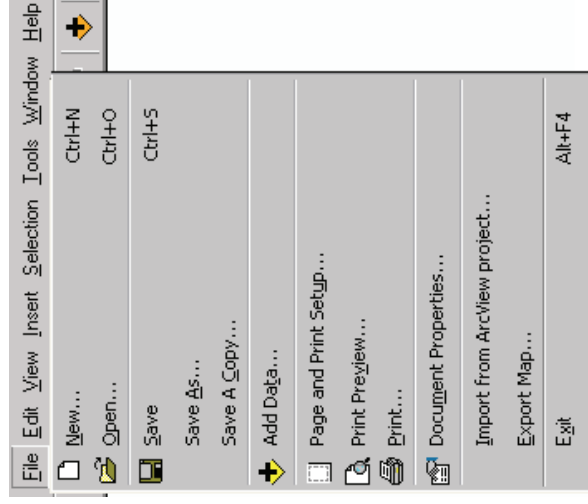 File Edit View Insert Selection Tools Window Help
New... Ctrl+N
Open... Ctrl+O
Save Ctrl+S
Save As...
Save A Copy...
Add Data...
Page and Print Setup...
Print Preview...
Print...
Document Properties...
Import from ArcView project...
Export Map...
Exit Alt+F4